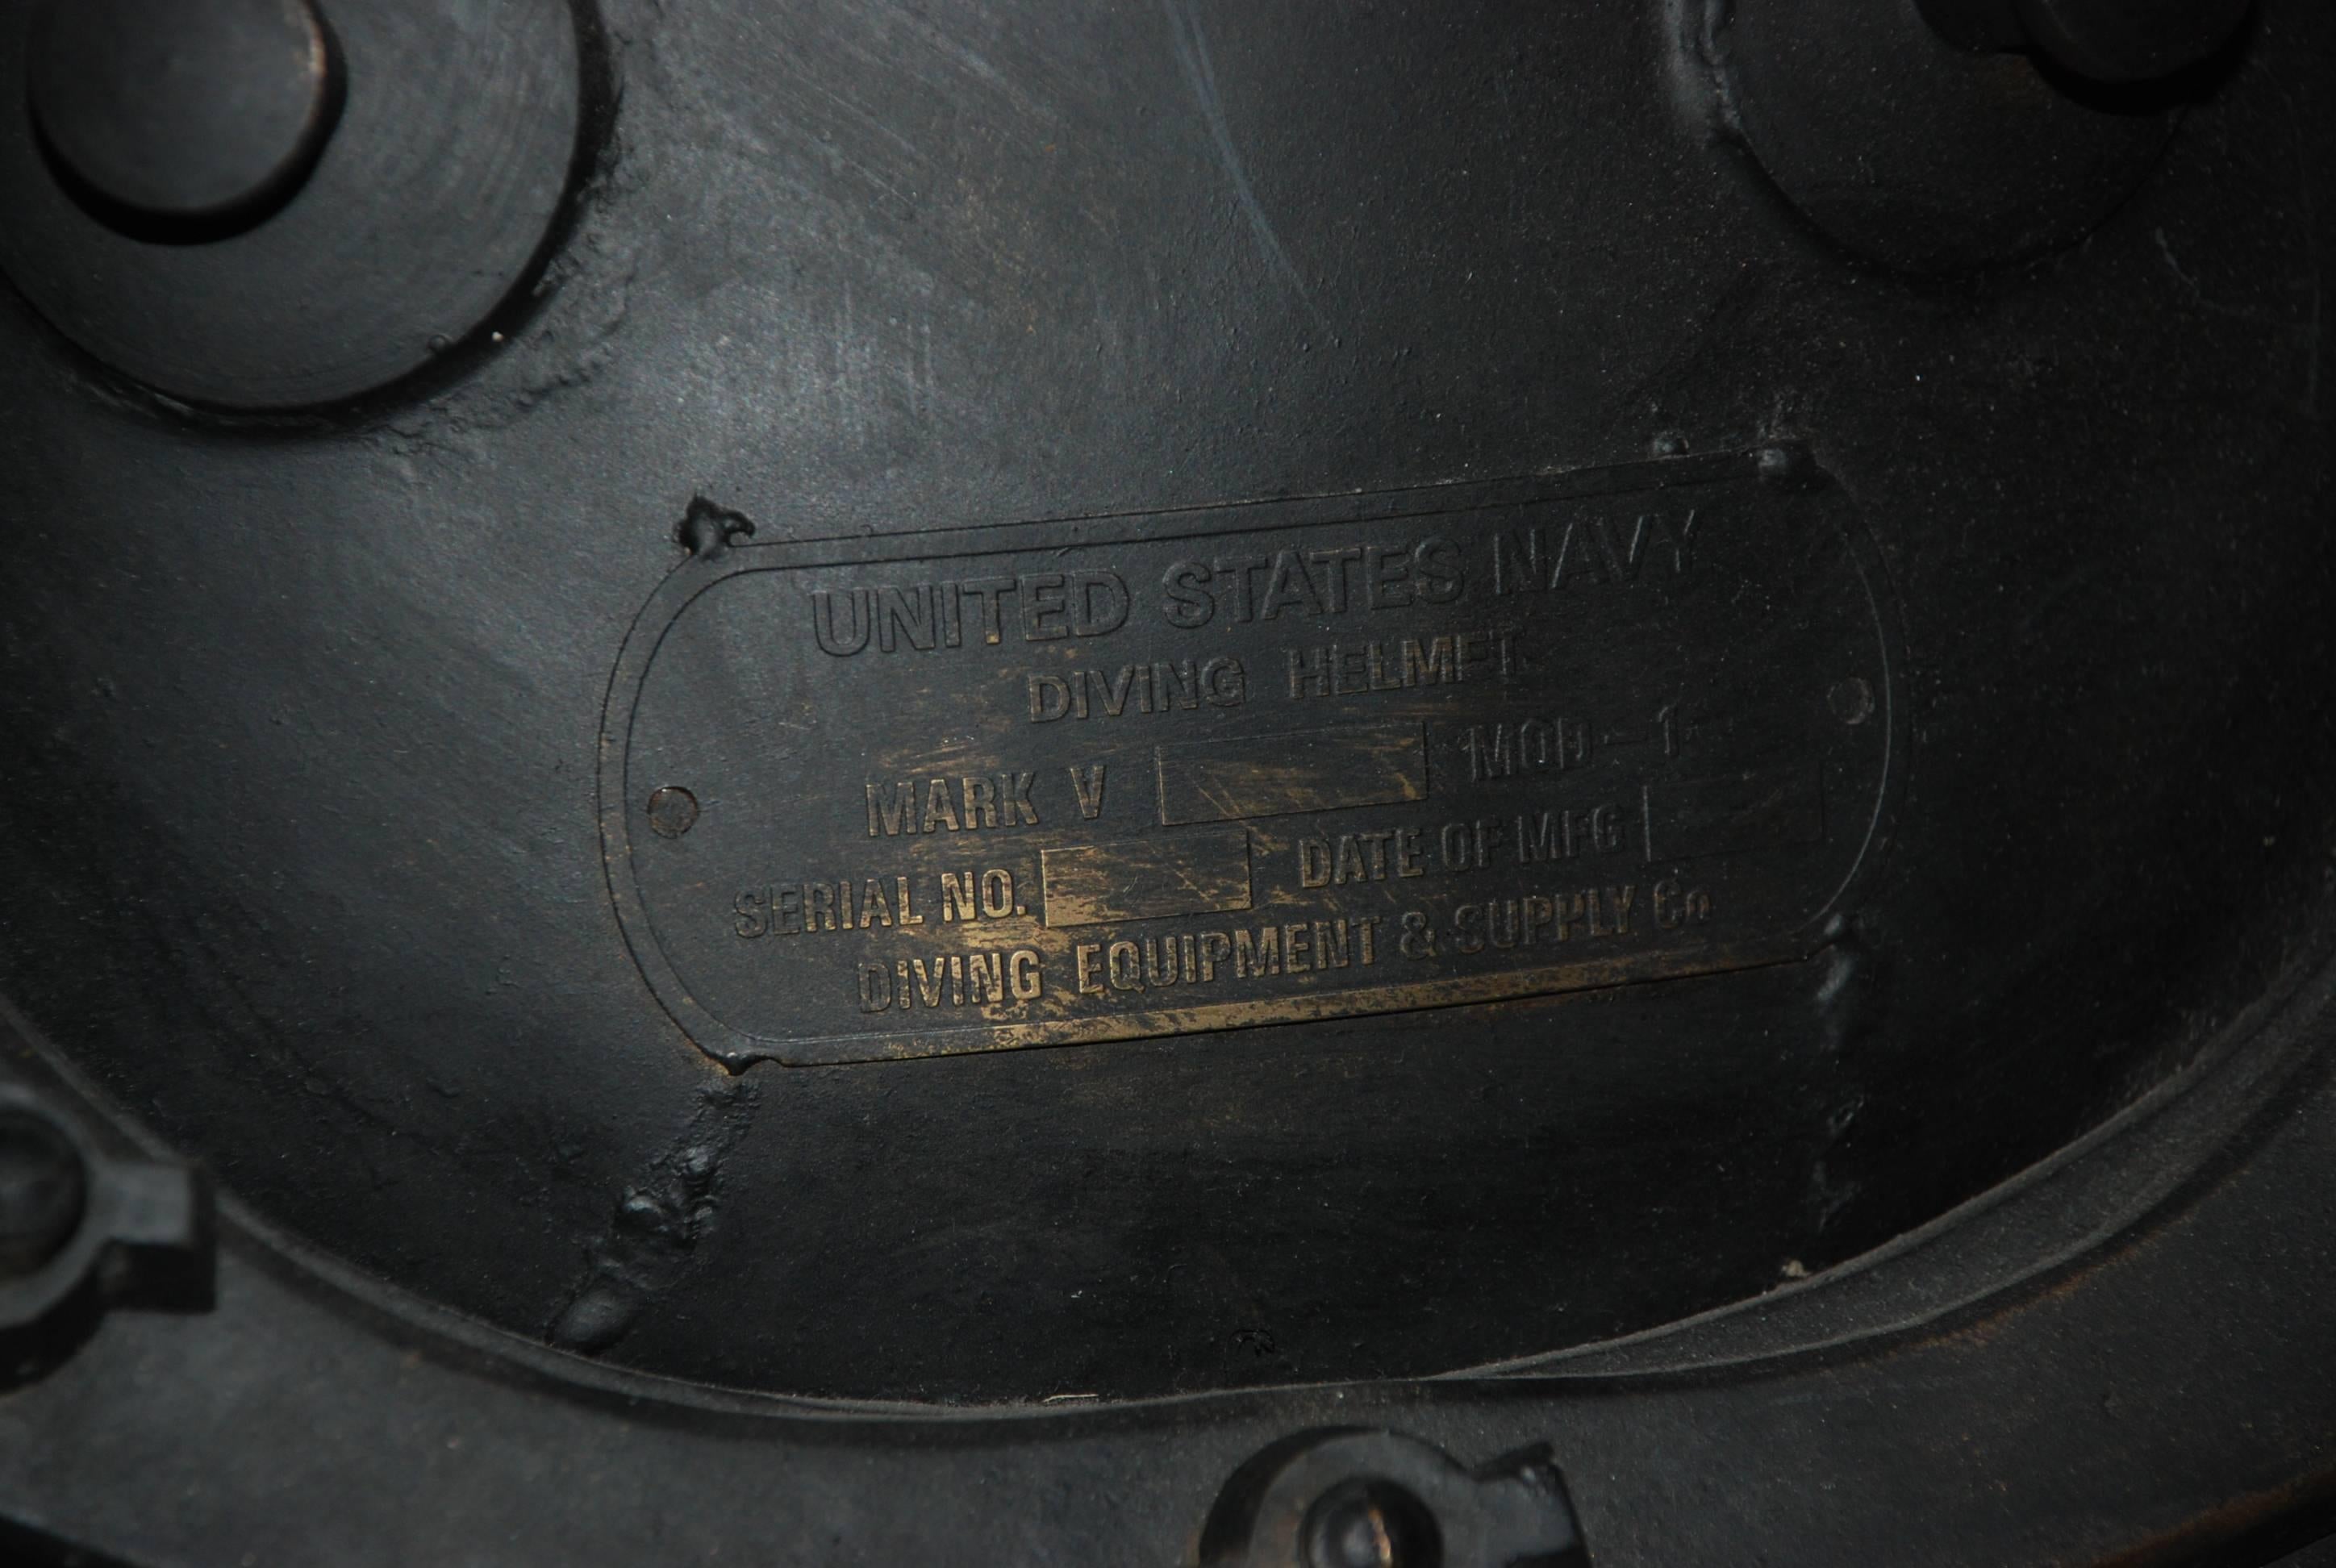 UNITED STATES NAVY
DIVING HELMET
MARK V MOD-1
SERIAL NO. DATE OF MFG
DIVING EQUIPMENT & SUPPLY Co